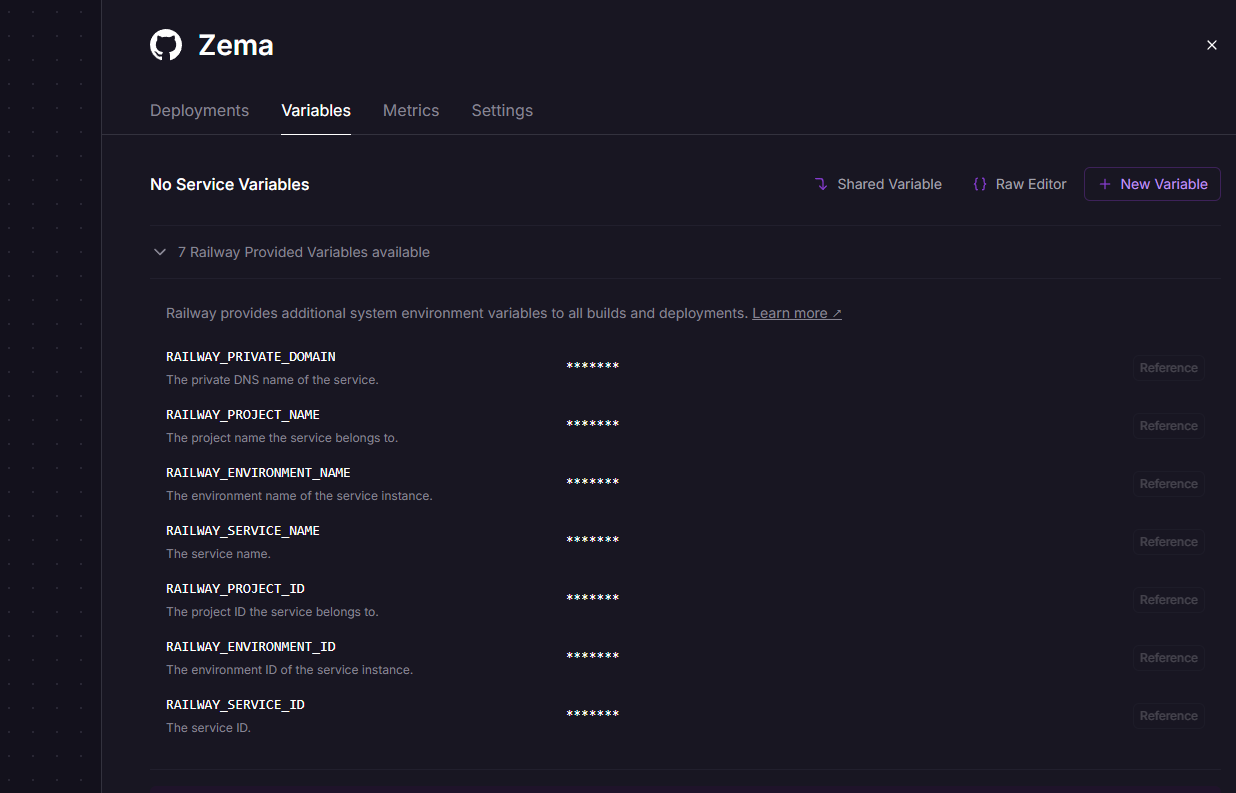 Zema
Deployments Variables Metrics Settings
No Service Variables Shared Variable {} Raw Editor + New Variable
7 Railway Provided Variables available
Railway provides additional system environment variables to all builds and deployments. Learn more ↗
RAILWAY_PRIVATE_DOMAIN
The private DNS name of the service.
*******
Reference
RAILWAY_PROJECT_NAME
The project name the service belongs to.
*******
Reference
RAILWAY_ENVIRONMENT_NAME
The environment name of the service instance.
*******
Reference
RAILWAY_SERVICE_NAME
The service name.
*******
Reference
RAILWAY_PROJECT_ID
The project ID the service belongs to.
*******
Reference
RAILWAY_ENVIRONMENT_ID
The environment ID of the service instance.
*******
Reference
RAILWAY_SERVICE_ID
The service ID.
*******
Reference